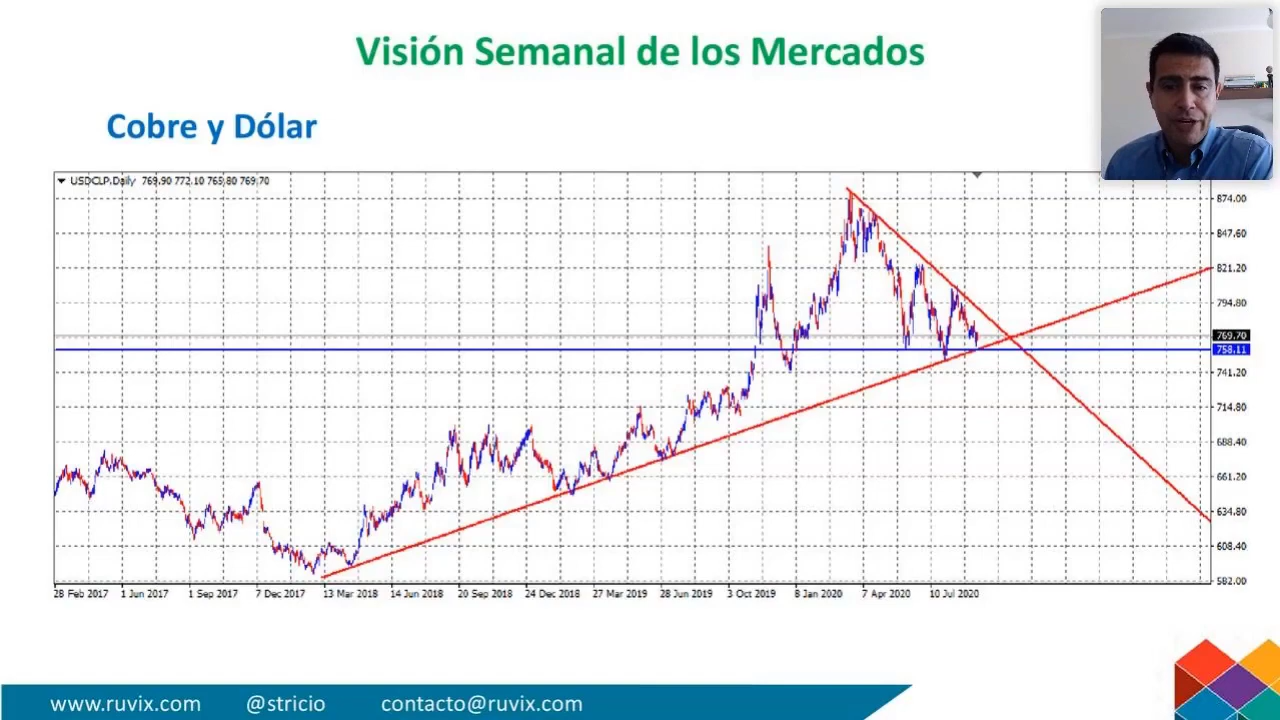 Visión Semanal de los Mercados
Cobre y Dólar
USDCLP,Daily 769.90 772.10 765.80 769.70
874.00
847.60
821.20
794.80
769.70
758.11
741.20
714.80
688.40
661.20
634.80
608.40
582.00
28 Feb 2017 1 Jun 2017 1 Sep 2017 7 Dec 2017 13 Mar 2018 14 Jun 2018 20 Sep 2018 24 Dec 2018 27 Mar 2019 28 Jun 2019 3 Oct 2019 8 Jan 2020 7 Apr 2020 10 Jul 2020
www.ruvix.com @stricio contacto@ruvix.com